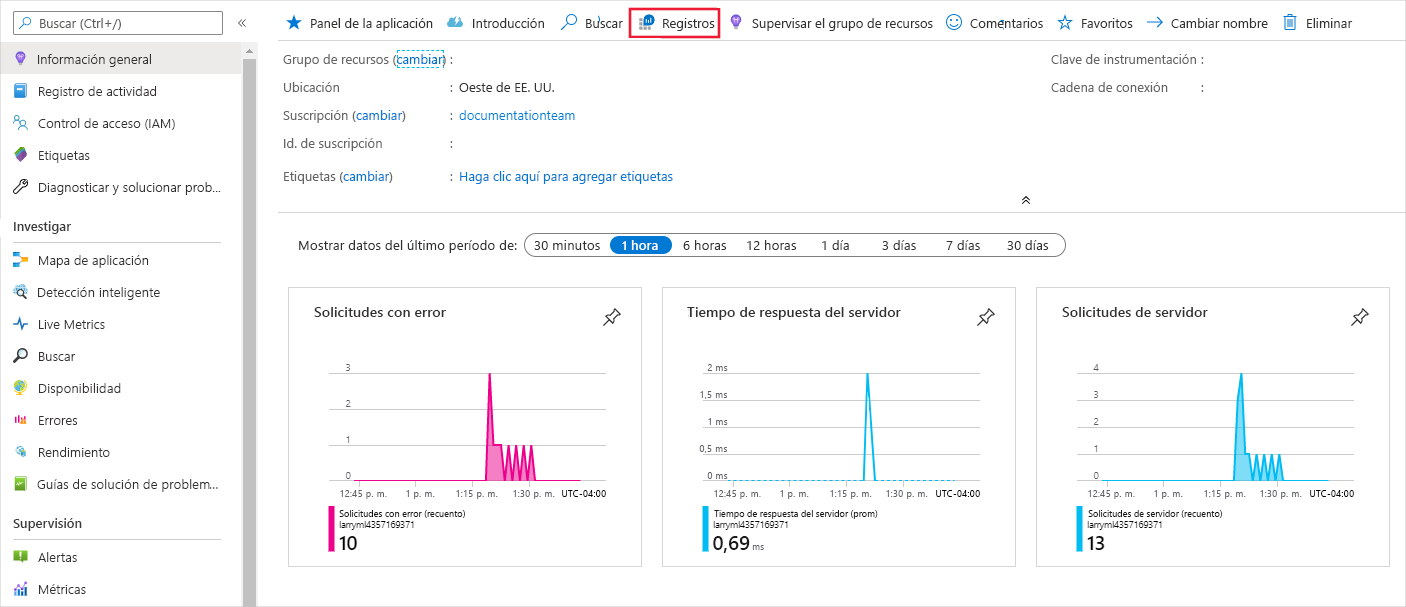 Buscar (Ctrl+/)
«
Panel de la aplicación
Introducción
Buscar
Registros
Supervisar el grupo de recursos
Comentarios
Favoritos
Cambiar nombre
Eliminar
Información general
Registro de actividad
Control de acceso (IAM)
Etiquetas
Diagnosticar y solucionar prob...
Investigar
Mapa de aplicación
Detección inteligente
Live Metrics
Buscar
Disponibilidad
Errores
Rendimiento
Guías de solución de problem...
Supervisión
Alertas
Métricas
Grupo de recursos (cambiar) :
Ubicación : Oeste de EE. UU.
Suscripción (cambiar) : documentationteam
Id. de suscripción :
Etiquetas (cambiar) : Haga clic aquí para agregar etiquetas
Clave de instrumentación :
Cadena de conexión :
Mostrar datos del último período de: 30 minutos 1 hora 6 horas 12 horas 1 día 3 días 7 días 30 días
Solicitudes con error
3
2
1
0
12:45 p. m. 1 p. m. 1:15 p. m. 1:30 p. m. UTC-04:00
Solicitudes con error (recuento)
larryml4357169371
10
Tiempo de respuesta del servidor
2 ms
1,5 ms
1 ms
0,5 ms
0 ms
12:45 p. m. 1 p. m. 1:15 p. m. 1:30 p. m. UTC-04:00
Tiempo de respuesta del servidor (prom)
larryml4357169371
0,69 ms
Solicitudes de servidor
4
3
2
1
0
12:45 p. m. 1 p. m. 1:15 p. m. 1:30 p. m. UTC-04:00
Solicitudes de servidor (recuento)
larryml4357169371
13